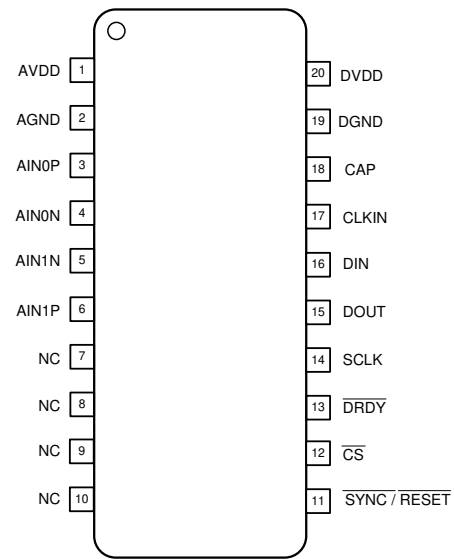 AVDD 1
AGND 2
AIN0P 3
AIN0N 4
AIN1N 5
AIN1P 6
NC 7
NC 8
NC 9
NC 10
20 DVDD
19 DGND
18 CAP
17 CLKIN
16 DIN
15 DOUT
14 SCLK
13 DRDY
12 CS
11 SYNC / RESET